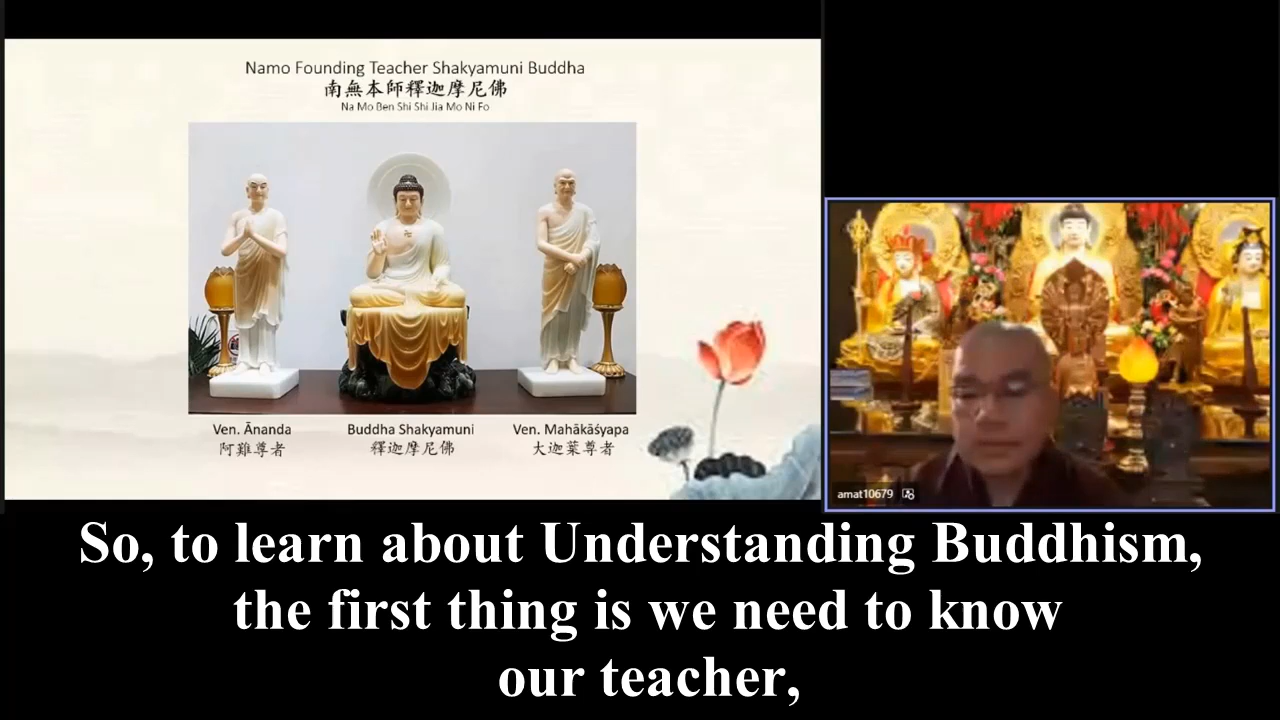 Namo Founding Teacher Shakyamuni Buddha
南無本師釋迦摩尼佛
Na Mo Ben Shi Shi Jia Mo Ni Fo
Ven. Ānanda
阿難尊者
Buddha Shakyamuni
釋迦摩尼佛
Ven. Mahākāśyapa
大迦葉尊者
amat10679
So, to learn about Understanding Buddhism,
the first thing is we need to know
our teacher,